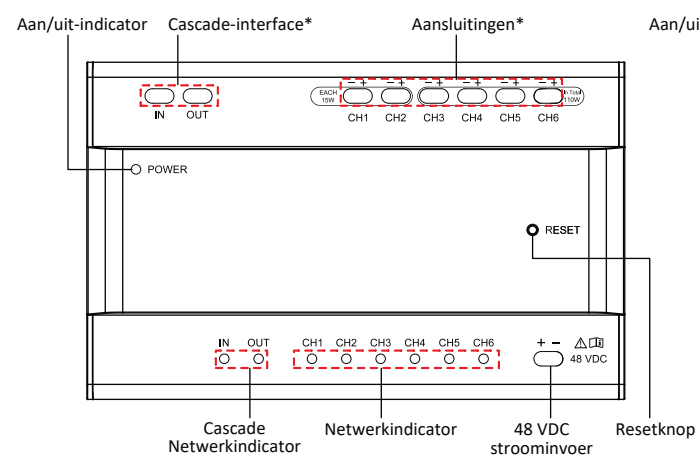 Aan/uit-indicator Cascade-interface* Aansluitingen* Aan/ui
EACH 15W
- + - + - + - + - + - +
In Total 110W
IN OUT CH1 CH2 CH3 CH4 CH5 CH6
POWER
RESET
IN OUT CH1 CH2 CH3 CH4 CH5 CH6 + -
48 VDC
Cascade Netwerkindicator
Netwerkindicator
48 VDC stroominvoer
Resetknop